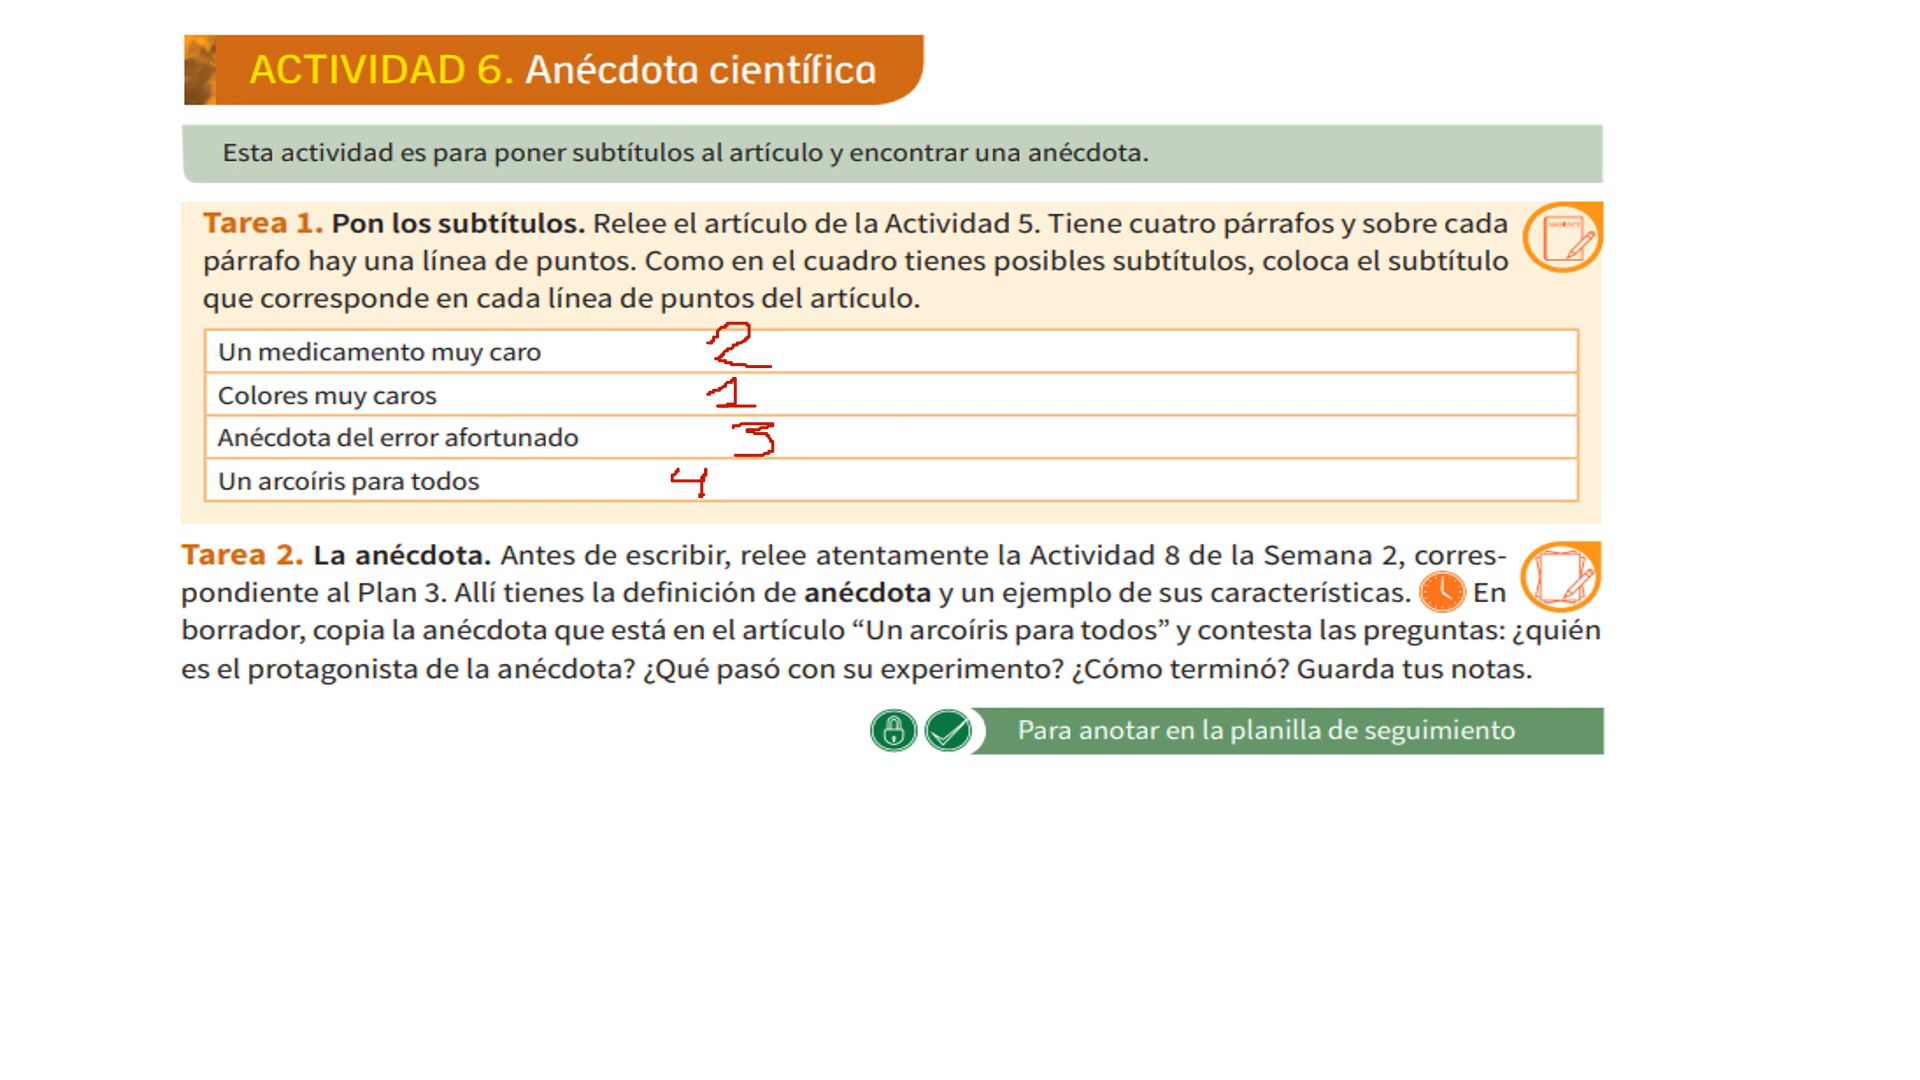 ACTIVIDAD 6. Anécdota científica
Esta actividad es para poner subtítulos al artículo y encontrar una anécdota.
Tarea 1. Pon los subtítulos. Relee el artículo de la Actividad 5. Tiene cuatro párrafos y sobre cada
párrafo hay una línea de puntos. Como en el cuadro tienes posibles subtítulos, coloca el subtítulo
que corresponde en cada línea de puntos del artículo.
Un medicamento muy caro 2
Colores muy caros 1
Anécdota del error afortunado 3
Un arcoíris para todos 4
Tarea 2. La anécdota. Antes de escribir, relee atentamente la Actividad 8 de la Semana 2, corres-
pondiente al Plan 3. Allí tienes la definición de anécdota y un ejemplo de sus características. En
borrador, copia la anécdota que está en el artículo “Un arcoíris para todos” y contesta las preguntas: ¿quién
es el protagonista de la anécdota? ¿Qué pasó con su experimento? ¿Cómo terminó? Guarda tus notas.
Para anotar en la planilla de seguimiento